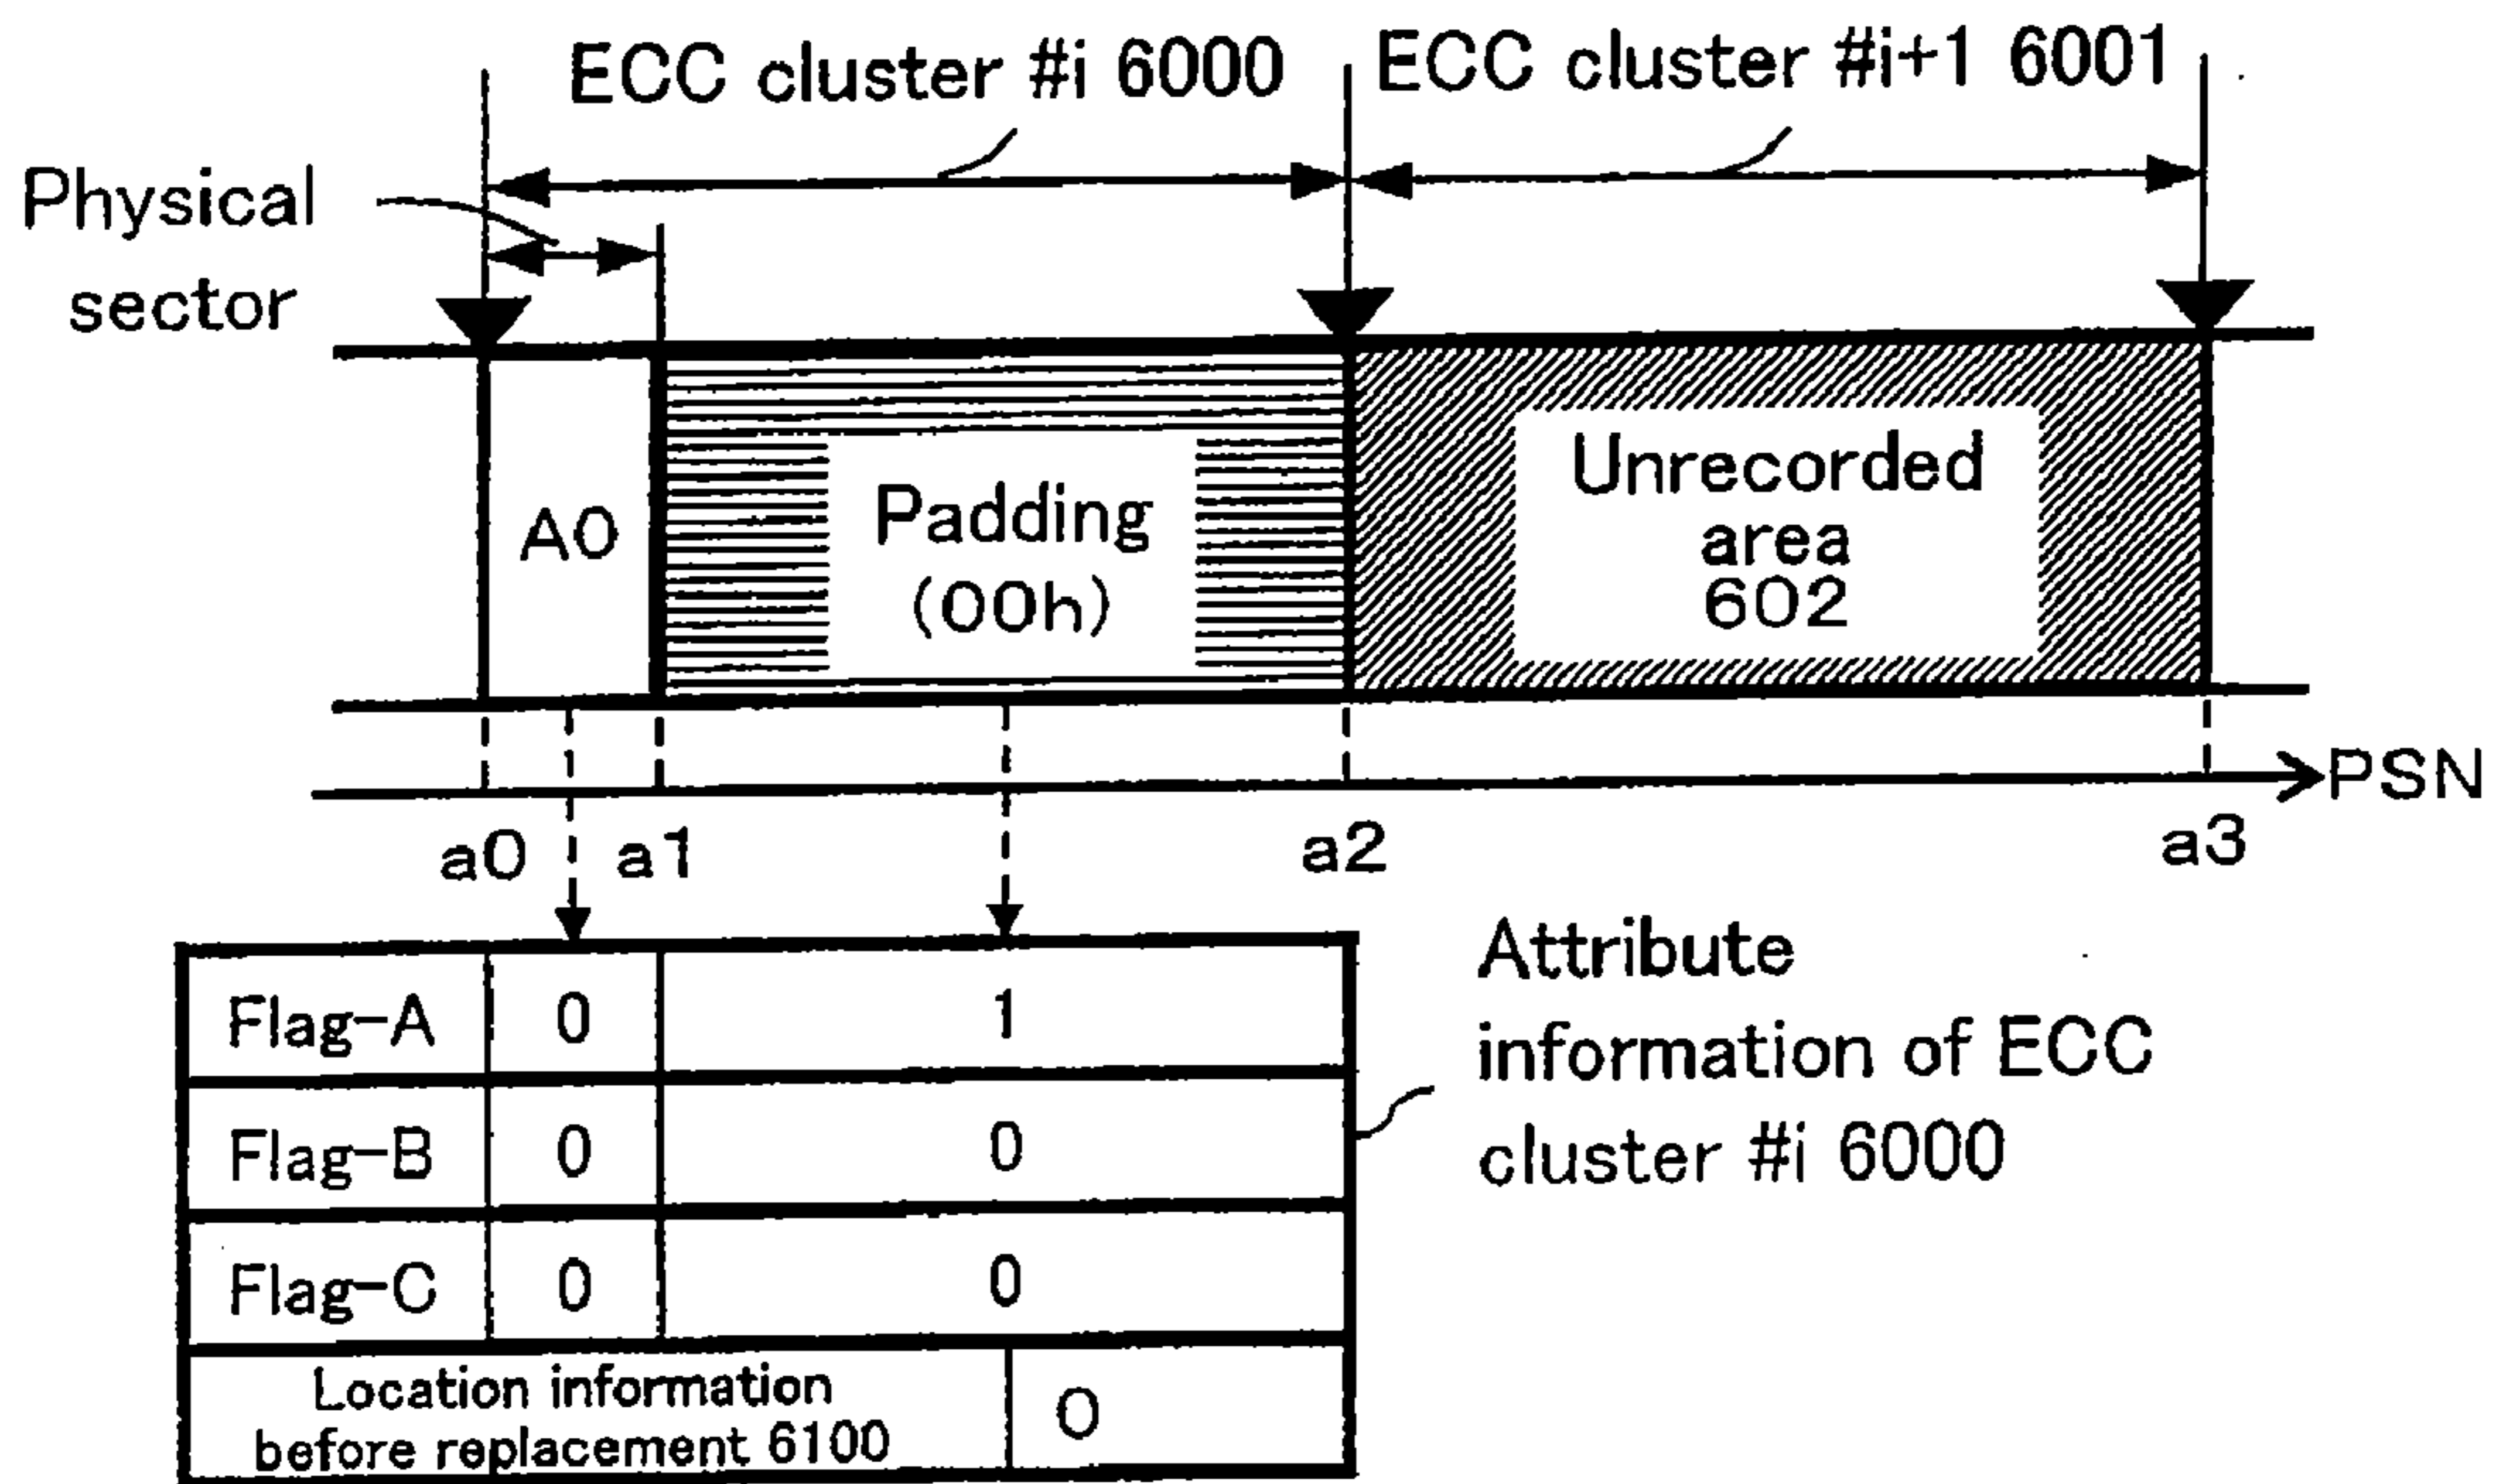 ECC cluster #i 6000
ECC cluster #i+1 6001
Physical
sector
A0
Padding
(00h)
Unrecorded
area
602
PSN
a0
a1
a2
a3
Flag-A 0 1
Flag-B 0 0
Flag-C 0 0
Location information
before replacement 6100
0
Attribute
information of ECC
cluster #i 6000